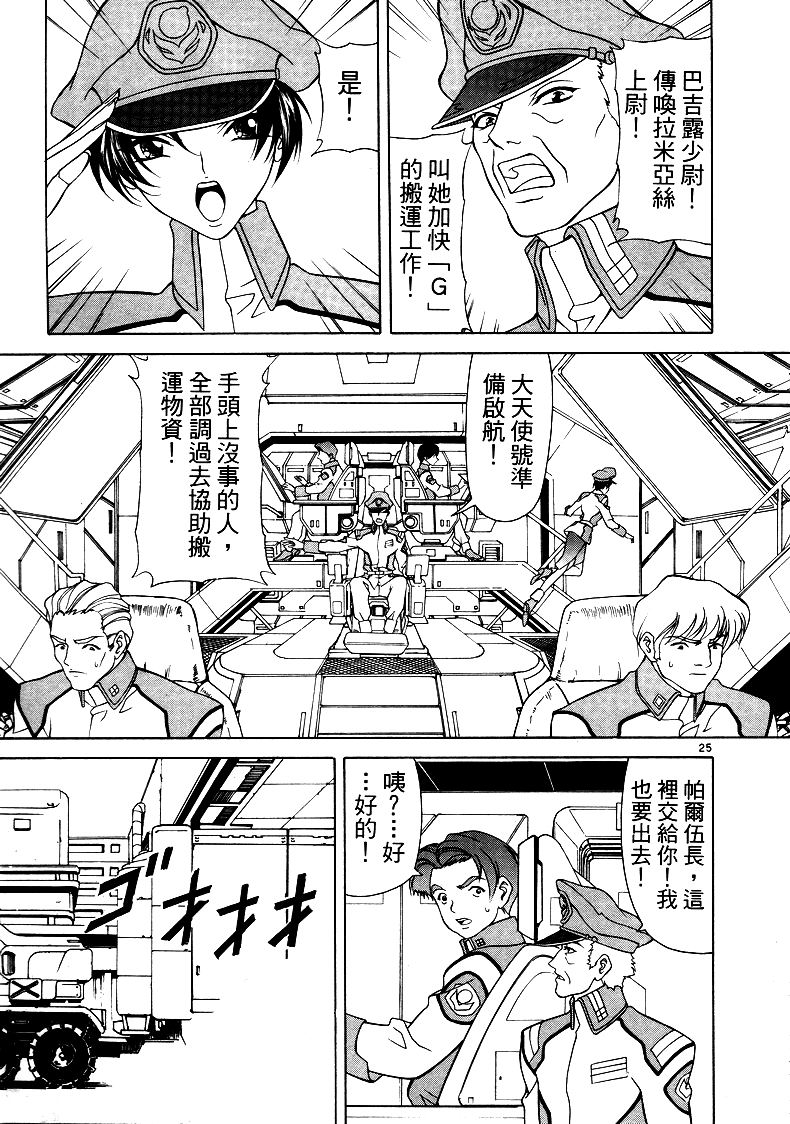 巴吉露少尉！
傳喚拉米亞絲
上尉！
叫她加快「G」
的搬運工作！
是！
大天使號準
備啟航！
手頭上沒事的人，
全部調過去協助搬
運物資！
25
帕爾伍長，這
裡交給你！我
也要出去！
咦？……好
…好的！
ゴオオオ